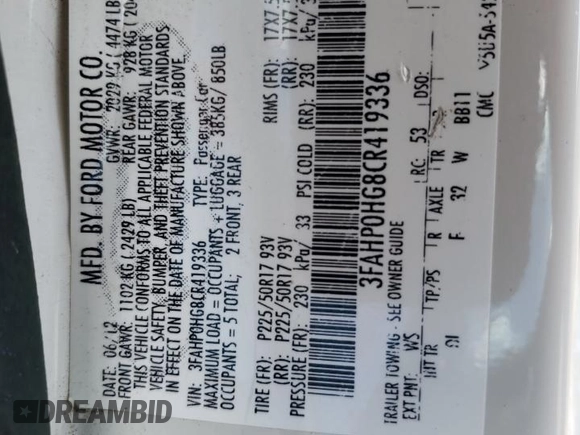 MFD. BY FORD MOTOR CO.
DATE: 06/12 GVWR: 2029 KG ( 4474 LB
FRONT GAWR: 1102 KG ( 2429 LB) REAR GAWR: 928 KG
THIS VEHICLE CONFORMS TO ALL APPLICABLE FEDERAL MOTOR
VEHICLE SAFETY, BUMPER, AND THEFT PREVENTION STANDARDS
IN EFFECT ON THE DATE OF MANUFACTURE SHOWN ABOVE.
VIN: 3FAHP0HG8CR419336 TYPE: Passenger Car
MAXIMUM LOAD = OCCUPANTS + LUGGAGE = 385KG/ 850LB
OCCUPANTS = 5 TOTAL; 2 FRONT, 3 REAR
TIRE (FR): P225/50R17 93V RIMS (FR): 17X7.
(RR): P225/50R17 93V (RR): 17X7.
PRESSURE (FR): 230 kPa/ 33 PSI COLD (RR): 230 kPa/
3FAHP0HG8CR419336
TRAILER TOWING - SEE OWNER GUIDE
EXT PNT: WS RC: 53 DSO:
INT TR TP/PS R AXLE TR
F 32 W BB11
CMC
DREAMBID